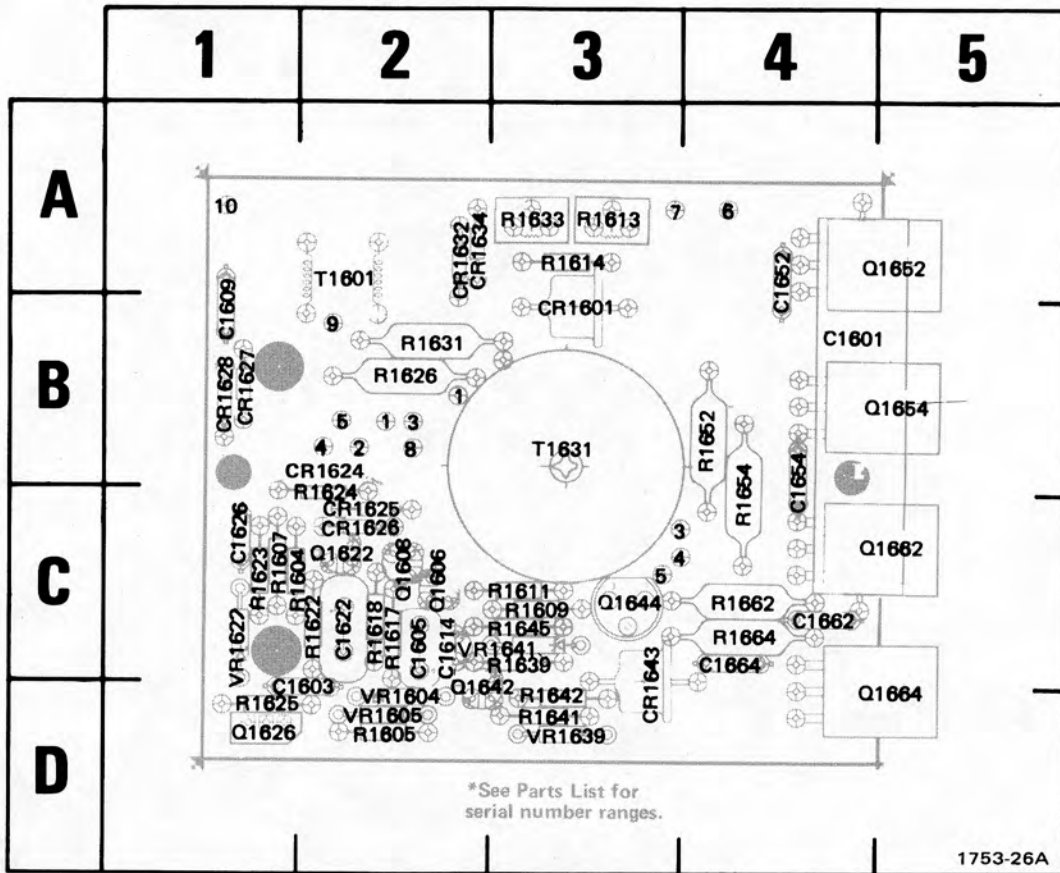 1 2 3 4 5
A
10
R1633 R1613
7 6
CR1632
CR1634
T1601
R1614
C1652
Q1652
C1609
CR1601
9
R1631
C1601
B
CR1628
CR1627
R1626
1
5 1 3
4 2 8
T1631
R1652
R1654
C1654
Q1654
CR1624
R1624
CR1625
CR1626
C
C1626
R1623
R1607
R1604
Q1622
Q1608
Q1606
3
4
5
Q1662
R1611
R1609
Q1644
R1662
C1662
VR1627
R1622
C1622
R1618
R1617
C1605
C1614
R1645
VR1641
R1639
R1664
C1664
C1603
Q1642
CR1643
Q1664
R1625
VR1604
R1642
VR1605
R1641
Q1626
R1605
VR1639
D
*See Parts List for
serial number ranges.
1753-26A